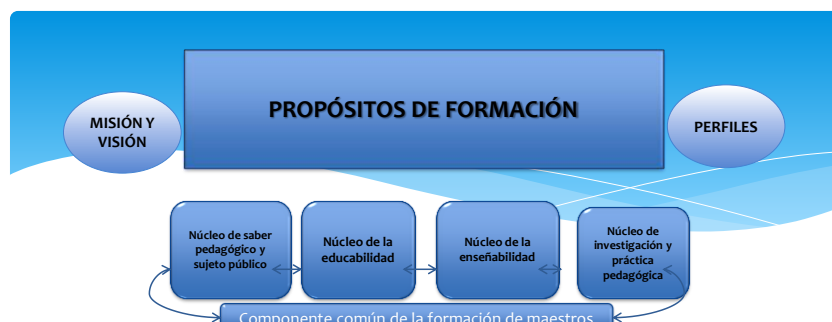 PROPÓSITOS DE FORMACIÓN
MISIÓN Y
VISIÓN
PERFILES
Núcleo de saber
pedagógico y
sujeto público
Núcleo de la
educabilidad
Núcleo de la
enseñabilidad
Núcleo de
investigación y
práctica
pedagógica
Componente común de la formación de maestros